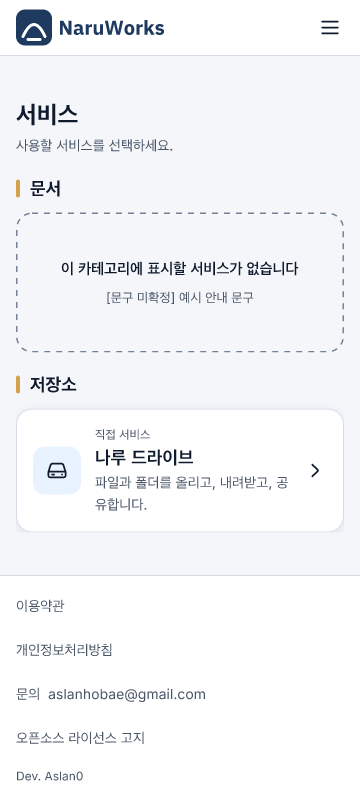 NaruWorks
서비스
사용할 서비스를 선택하세요.
문서
이 카테고리에 표시할 서비스가 없습니다
[문구 미확정] 예시 안내 문구
저장소
직접 서비스
나루 드라이브
파일과 폴더를 올리고, 내려받고, 공
유합니다.
이용약관
개인정보처리방침
문의 aslanhobae@gmail.com
오픈소스 라이선스 고지
Dev. Aslan0